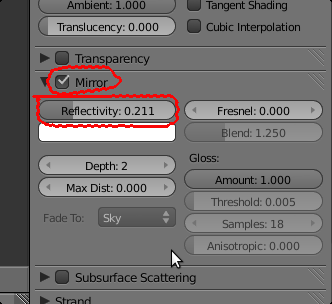 Ambient: 1.000
Tangent Shading
Translucency: 0.000
Cubic Interpolation
Transparency
Mirror
Reflectivity: 0.211
Fresnel: 0.000
Blend: 1.250
Depth: 2
Gloss:
Max Dist: 0.000
Amount: 1.000
Threshold: 0.005
Fade To: Sky
Samples: 18
Anisotropic: 0.000
Subsurface Scattering
Strand